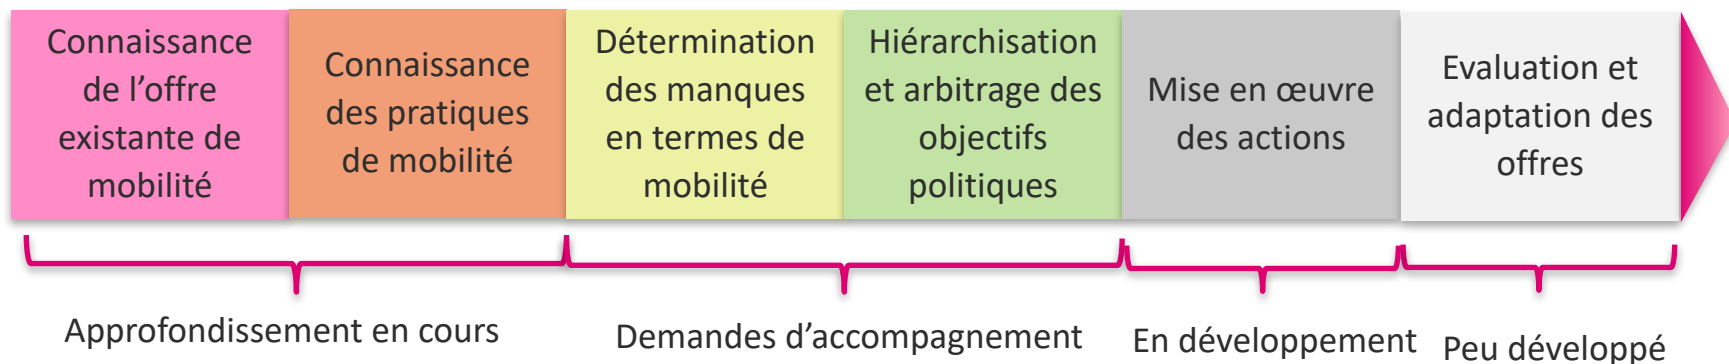 Connaissance
de l’offre
existante de
mobilité
Connaissance
des pratiques
de mobilité
Détermination
des manques
en termes de
mobilité
Hiérarchisation
et arbitrage des
objectifs
politiques
Mise en œuvre
des actions
Evaluation et
adaptation des
offres
Approfondissement en cours
Demandes d’accompagnement
En développement
Peu développé